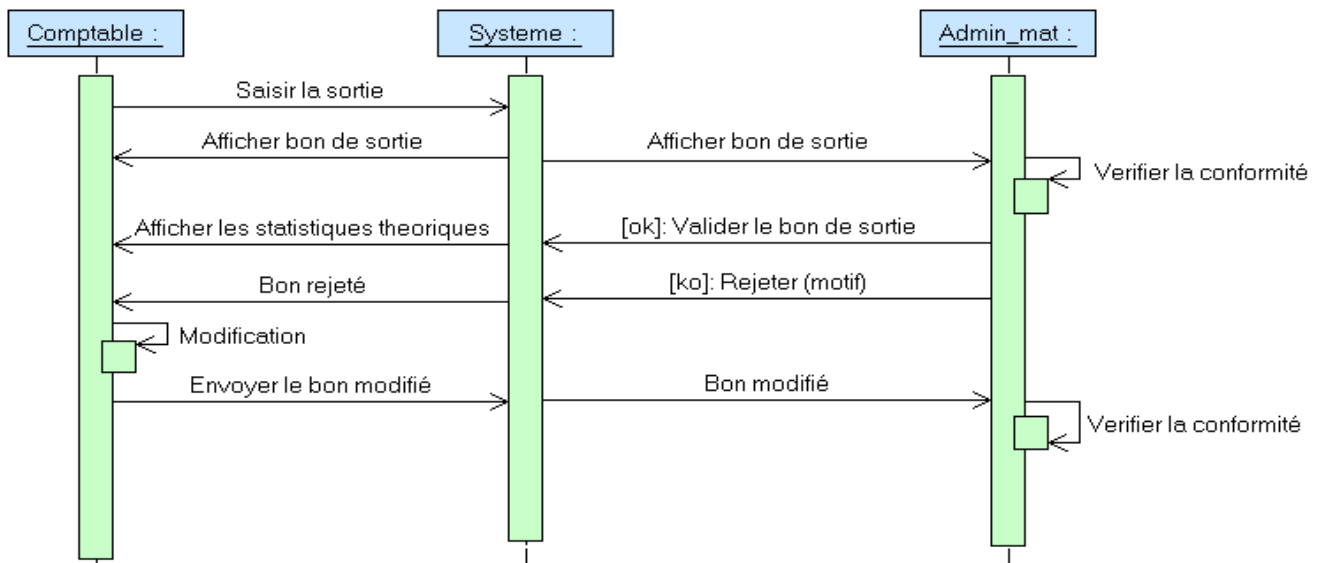 Comptable :
Systeme :
Admin_mat :
Saisir la sortie
Afficher bon de sortie
Afficher bon de sortie
Verifier la conformité
Afficher les statistiques theoriques
[ok]: Valider le bon de sortie
Bon rejeté
[ko]: Rejeter (motif)
Modification
Envoyer le bon modifié
Bon modifié
Verifier la conformité